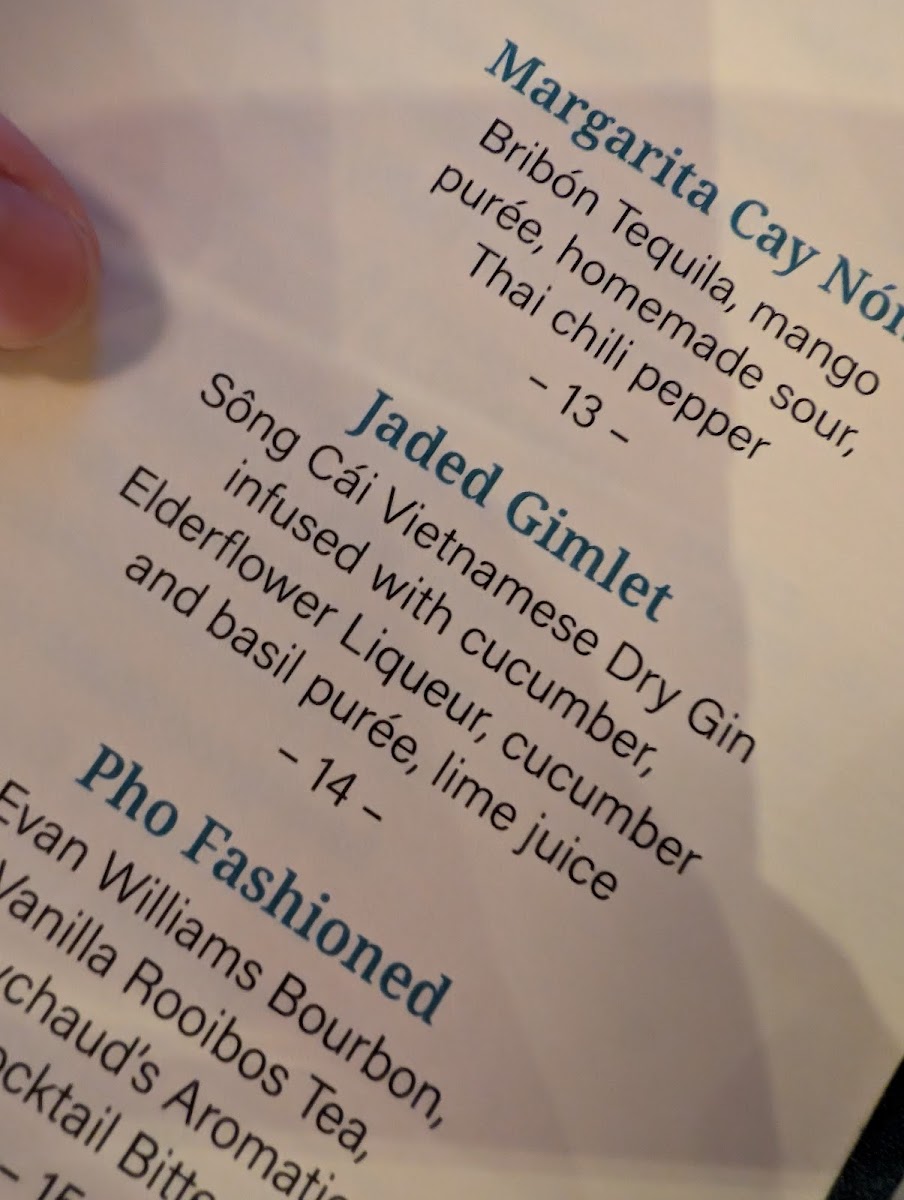 Margarita Cay
Bribón Tequila, mango
purée, homemade sour,
Thai chili pepper
– 13 –
Jaded Gimlet
Sông Cái Vietnamese Dry Gin
infused with cucumber,
Elderflower Liqueur, cucumber
and basil purée, lime juice
– 14 –
Pho Fashioned
Evan Williams Bourbon,
Vanilla Rooibos Tea,